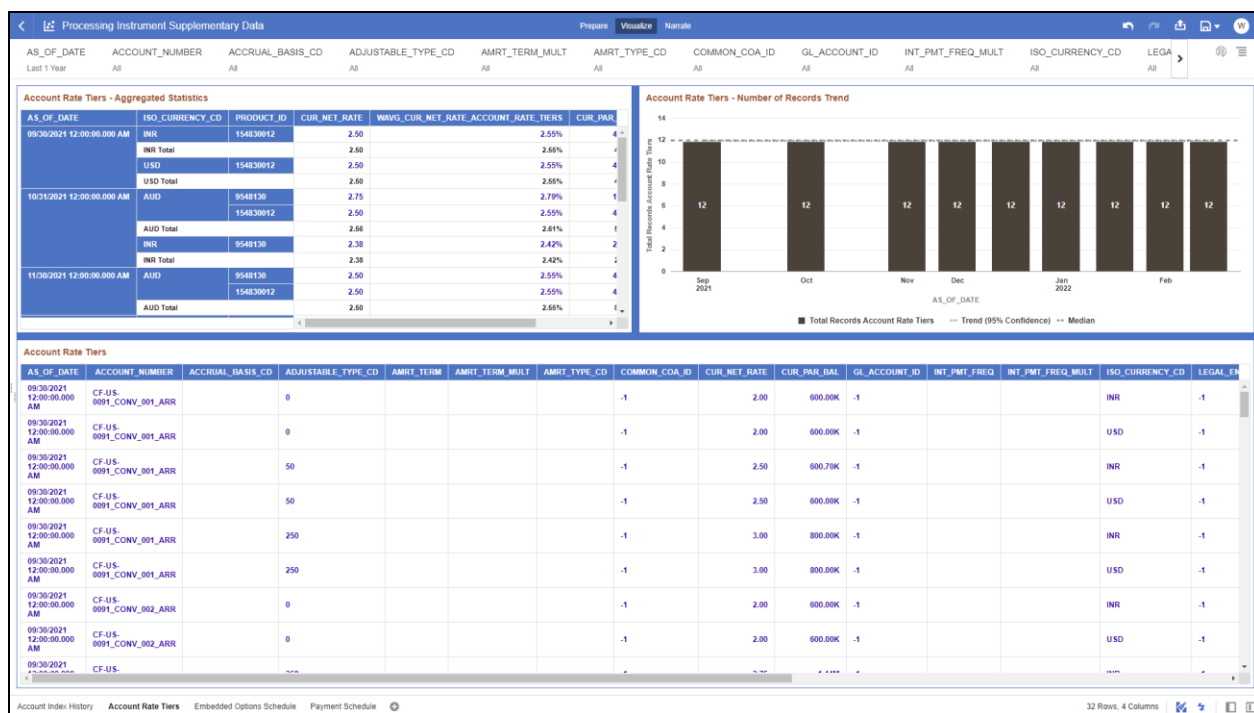 Processing Instrument Supplementary Data
Prepare Visualize Narrate
W
AS_OF_DATE ACCOUNT_NUMBER ACCRUAL_BASIS_CD ADJUSTABLE_TYPE_CD AMRT_TERM_MULT AMRT_TYPE_CD COMMON_COA_ID GL_ACCOUNT_ID INT_PMT_FREQ_MULT ISO_CURRENCY_CD LEGA
Last 1 Year All All All All All All All All All All
Account Rate Tiers - Aggregated Statistics
AS_OF_DATE ISO_CURRENCY_CD PRODUCT_ID CUR_NET_RATE WAVG_CUR_NET_RATE_ACCOUNT_RATE_TIERS CUR_PAR_
09/30/2021 12:00:00.000 AM INR 154830012 2.50 2.55% 4
INR Total 2.50 2.55%
USD 154830012 2.50 2.55% 4
USD Total 2.50 2.55%
10/31/2021 12:00:00.000 AM AUD 9548130 2.75 2.79% 1
154830012 2.50 2.55% 4
AUD Total 2.56 2.61%
INR 9548130 2.38 2.42% 2
INR Total 2.38 2.42%
11/30/2021 12:00:00.000 AM AUD 9548130 2.50 2.55% 4
154830012 2.50 2.55% 4
AUD Total 2.50 2.55%
Account Rate Tiers - Number of Records Trend
Total Records Account Rate Tiers
14
12
10
8
6
4
2
0
12 12 12 12 12 12 12 12
Sep Oct Nov Dec Jan Feb
2021 2022
AS_OF_DATE
Total Records Account Rate Tiers Trend (95% Confidence) Median
Account Rate Tiers
AS_OF_DATE ACCOUNT_NUMBER ACCRUAL_BASIS_CD ADJUSTABLE_TYPE_CD AMRT_TERM AMRT_TERM_MULT AMRT_TYPE_CD COMMON_COA_ID CUR_NET_RATE CUR_PAR_BAL GL_ACCOUNT_ID INT_PMT_FREQ INT_PMT_FREQ_MULT ISO_CURRENCY_CD LEGAL_EN
09/30/2021
12:00:00.000
AM
CF-US-
0091_CONV_001_ARR
0 -1 2.00 600.00K -1 INR -1
09/30/2021
12:00:00.000
AM
CF-US-
0091_CONV_001_ARR
0 -1 2.00 600.00K -1 USD -1
09/30/2021
12:00:00.000
AM
CF-US-
0091_CONV_001_ARR
50 -1 2.50 600.70K -1 INR -1
09/30/2021
12:00:00.000
AM
CF-US-
0091_CONV_001_ARR
50 -1 2.50 600.00K -1 USD -1
09/30/2021
12:00:00.000
AM
CF-US-
0091_CONV_001_ARR
250 -1 3.00 800.00K -1 INR -1
09/30/2021
12:00:00.000
AM
CF-US-
0091_CONV_001_ARR
250 -1 3.00 800.00K -1 USD -1
09/30/2021
12:00:00.000
AM
CF-US-
0091_CONV_002_ARR
0 -1 2.00 600.00K -1 INR -1
09/30/2021
12:00:00.000
AM
CF-US-
0091_CONV_002_ARR
0 -1 2.00 600.00K -1 USD -1
09/30/2021
CF-US-
Account Index History Account Rate Tiers Embedded Options Schedule Payment Schedule
32 Rows, 4 Columns